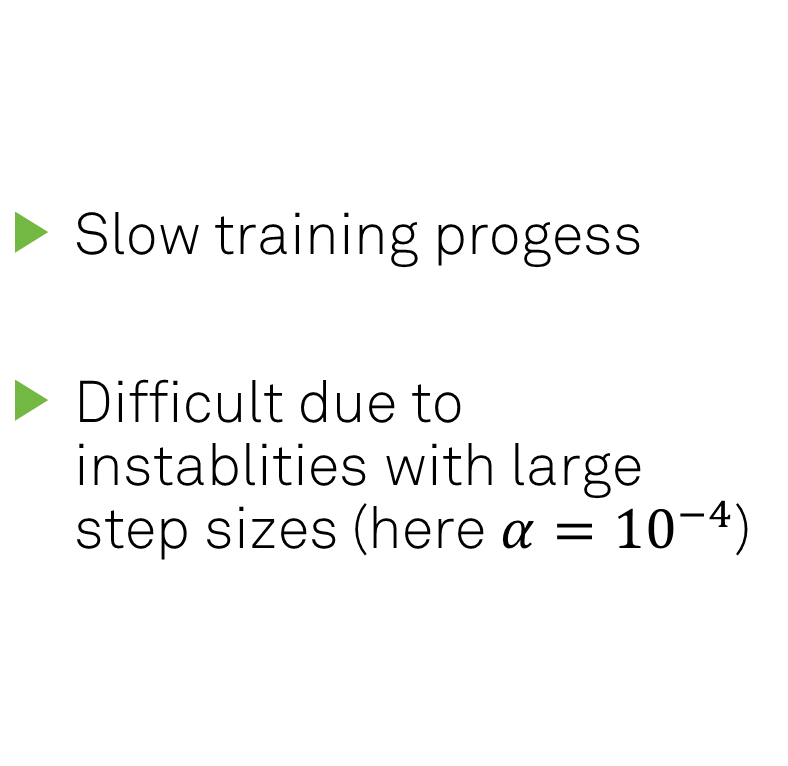 Slow training progess
Difficult due to
instablities with large
step sizes (here α = 10⁻⁴)